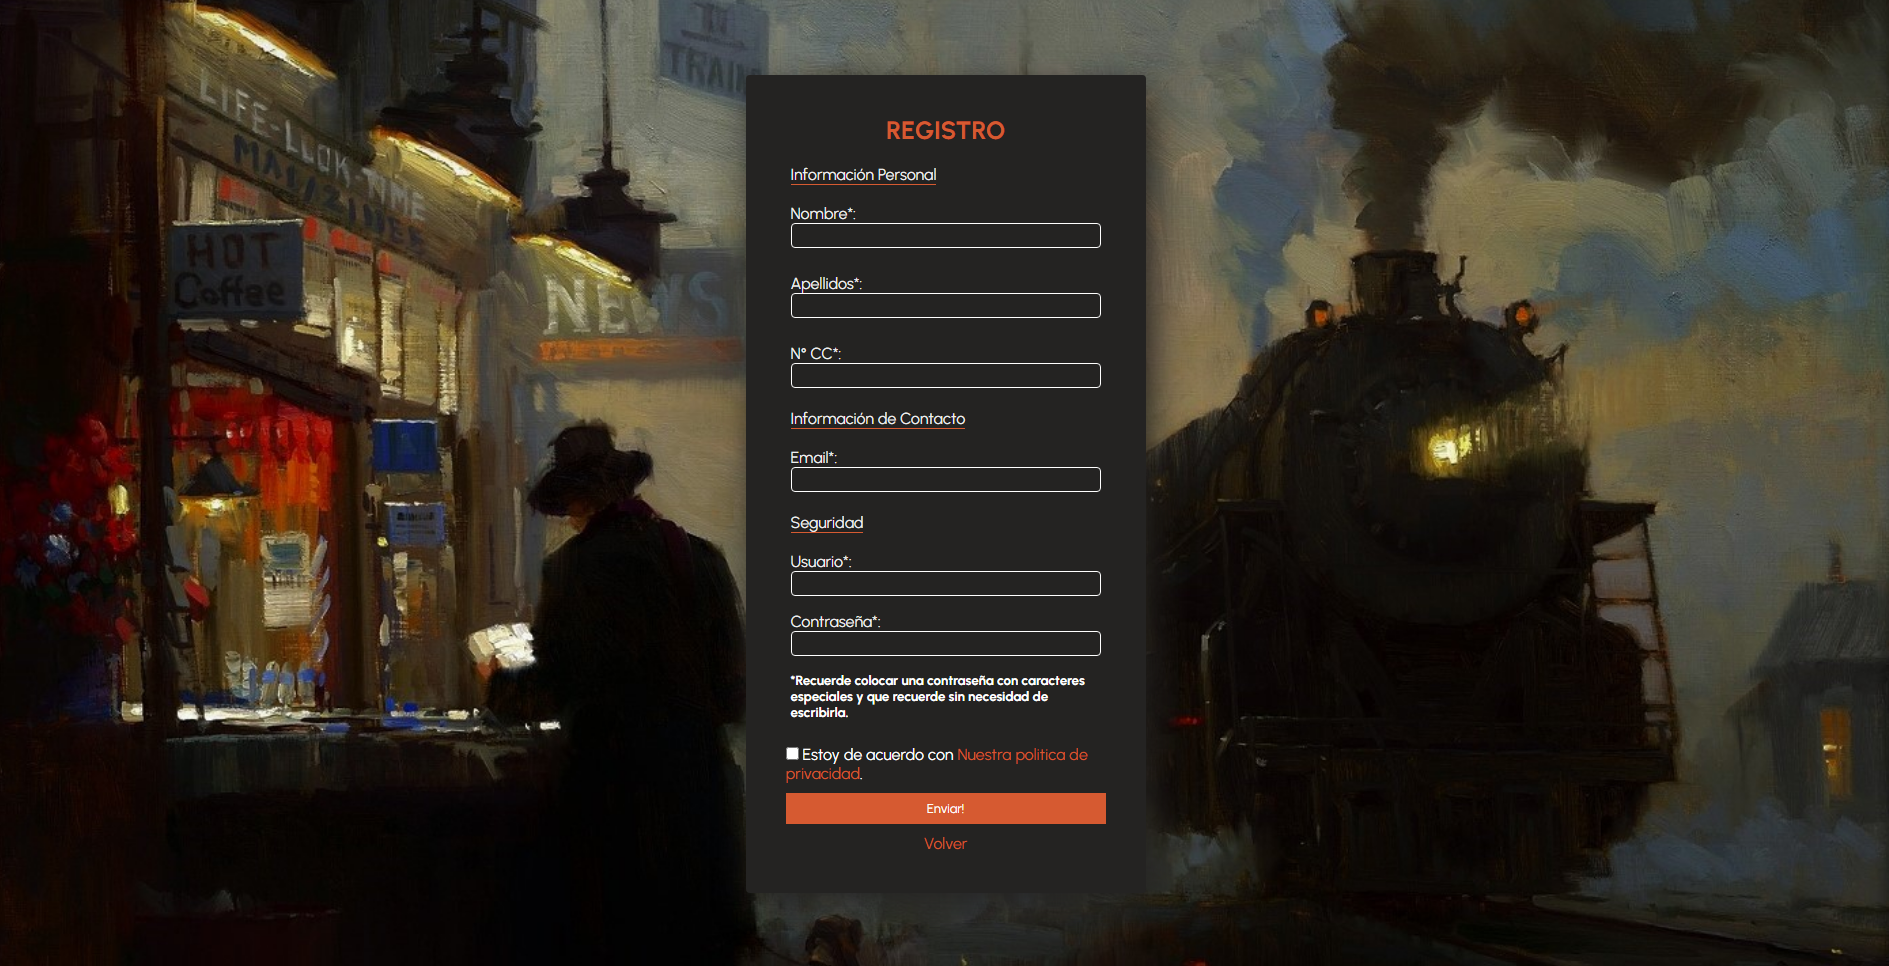 TRAIN
LIFE-LOOK-TIME
MAGAZINES
HOT
Coffee
NEWS
REGISTRO
Información Personal
Nombre*:
Apellidos*:
N° CC*:
Información de Contacto
Email*:
Seguridad
Usuario*:
Contraseña*:
*Recuerde colocar una contraseña con caracteres
especiales y que recuerde sin necesidad de
escribirla.
Estoy de acuerdo con Nuestra politica de
privacidad.
Enviar!
Volver